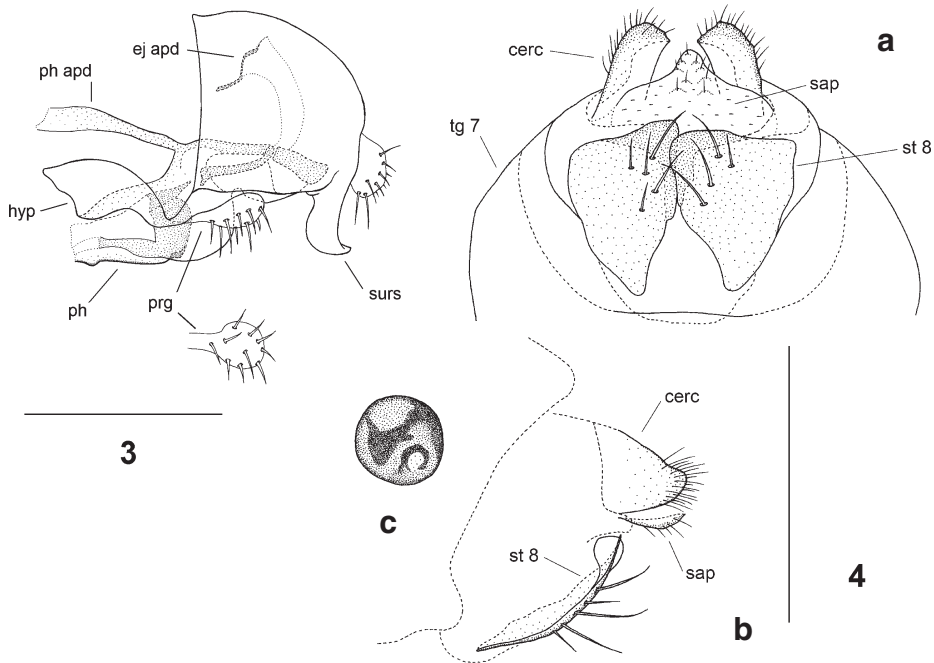 ej apd
ph apd
hyp
ph
prg
surs
3
cerc
a
sap
tg 7
st 8
cerc
c
st 8
sap
4
b